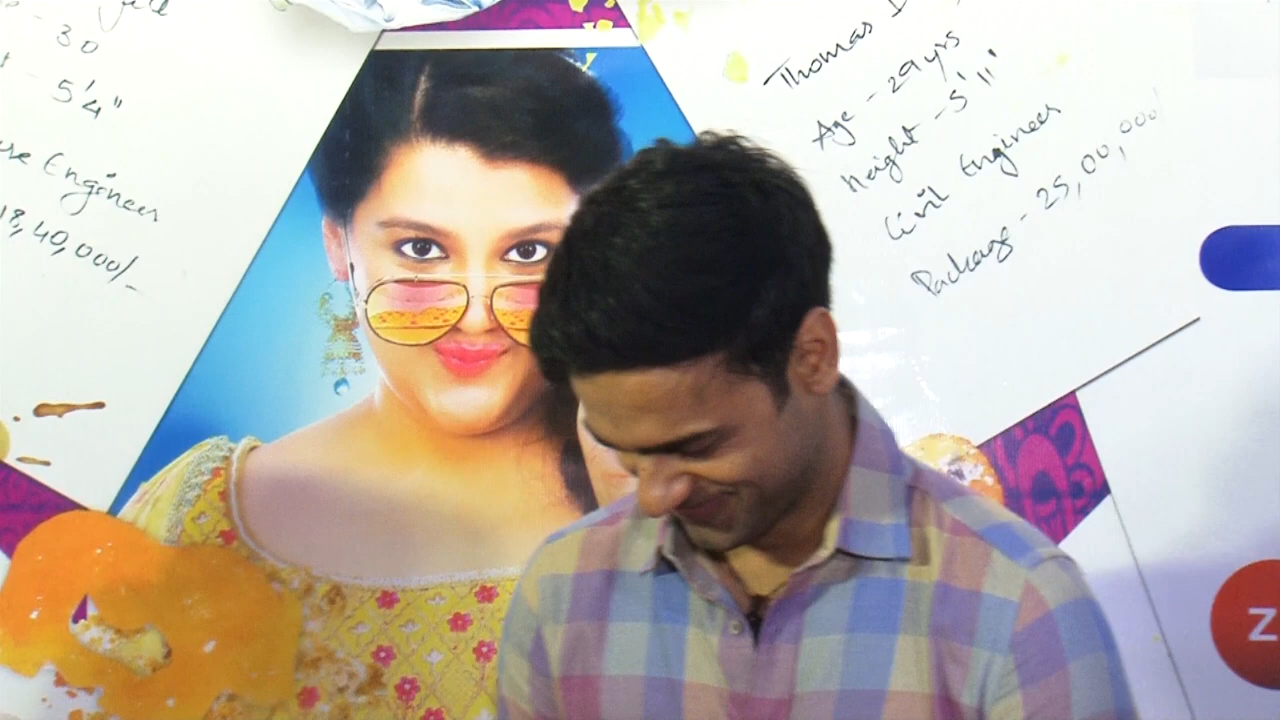 30
5'4"
Engineer
18,40,000/-
Thomas
Age - 29 yrs
Height - 5'11"
Civil Engineer
Package - 25,00,000/
Z